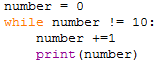 number = 0
while number != 10:
    number +=1
    print(number)